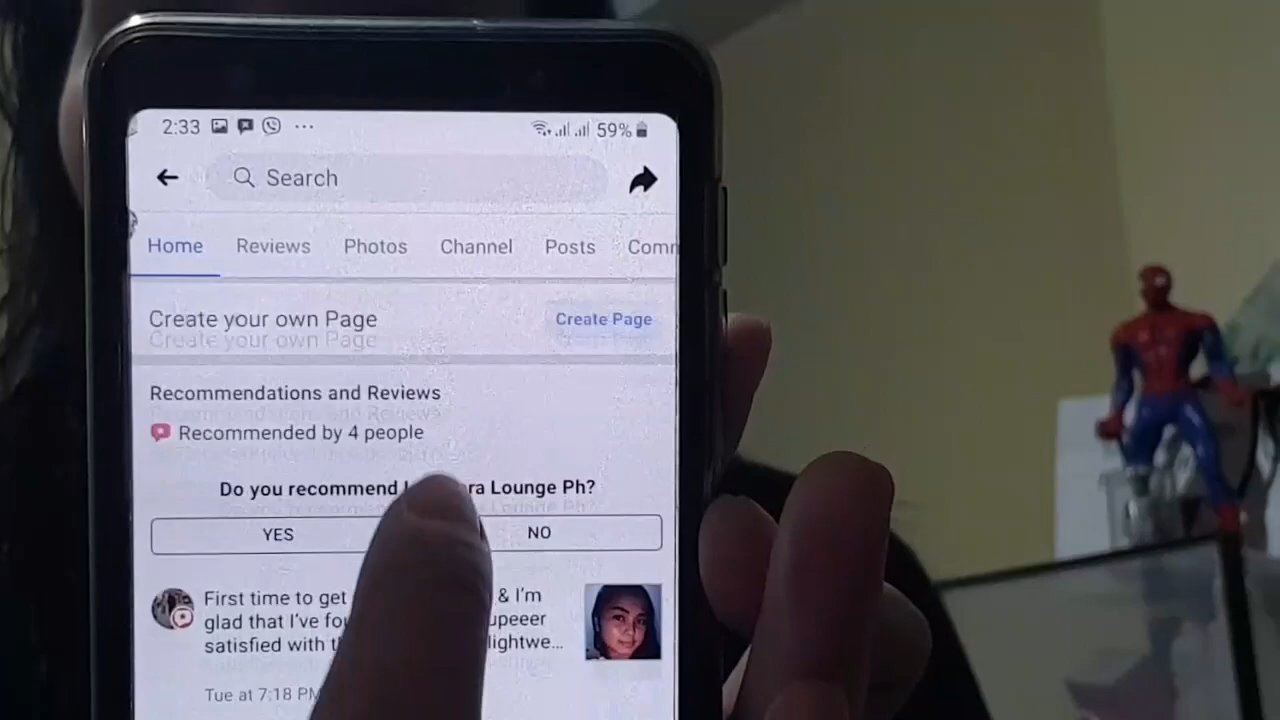 2:33 ... 59%
Search
Home Reviews Photos Channel Posts Comm
Create your own Page Create Page
Recommendations and Reviews
Recommended by 4 people
Do you recommend ra Lounge Ph?
YES NO
First time to get & I'm
glad that I've upeeer
satisfied with lightwe...
Tue at 7:18 PM